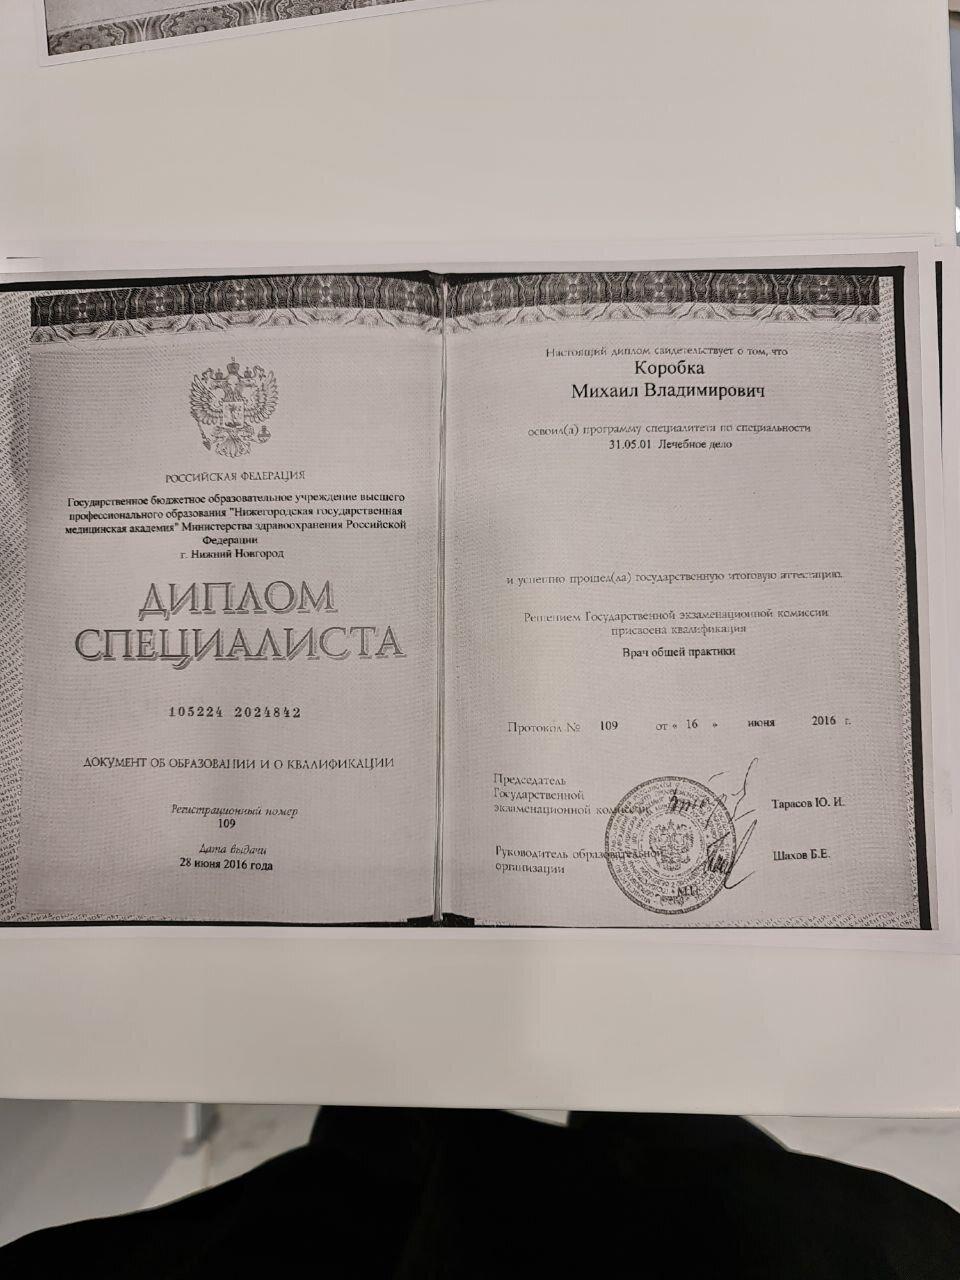 РОССИЙСКАЯ ФЕДЕРАЦИЯ
Государственное бюджетное образовательное учреждение высшего
профессионального образования "Нижегородская государственная
медицинская академия" Министерства здравоохранения Российской
Федерации
г. Нижний Новгород
ДИПЛОМ
СПЕЦИАЛИСТА
105224 2024842
ДОКУМЕНТ ОБ ОБРАЗОВАНИИ И О КВАЛИФИКАЦИИ
Регистрационный номер
109
Дата выдачи
28 июня 2016 года
Настоящий диплом свидетельствует о том, что
Коробка
Михаил Владимирович
освоил(а) программу специалитета по специальности
31.05.01 Лечебное дело
и успешно прошел(ла) государственную итоговую аттестацию.
Решением Государственной экзаменационной комиссии
присвоена квалификация
Врач общей практики
Протокол № 109 от « 16 » июня 2016 г.
Председатель
Государственной
экзаменационной комиссии Тарасов Ю. И.
Руководитель образовательной
организации Шахов Б.Е.
М.П.